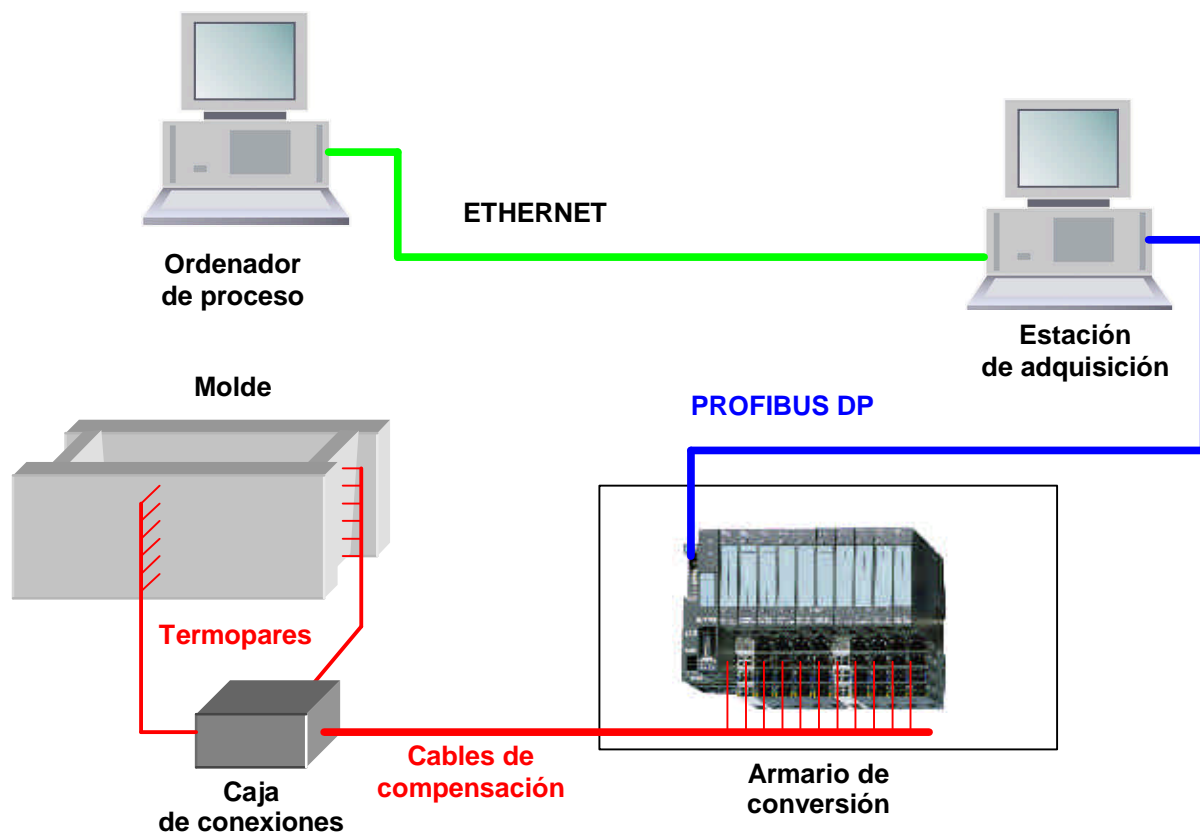 ETHERNET
Ordenador
de proceso
Estación
de adquisición
Molde
PROFIBUS DP
Termopares
Cables de
compensación
Armario de
conversión
Caja
de conexiones